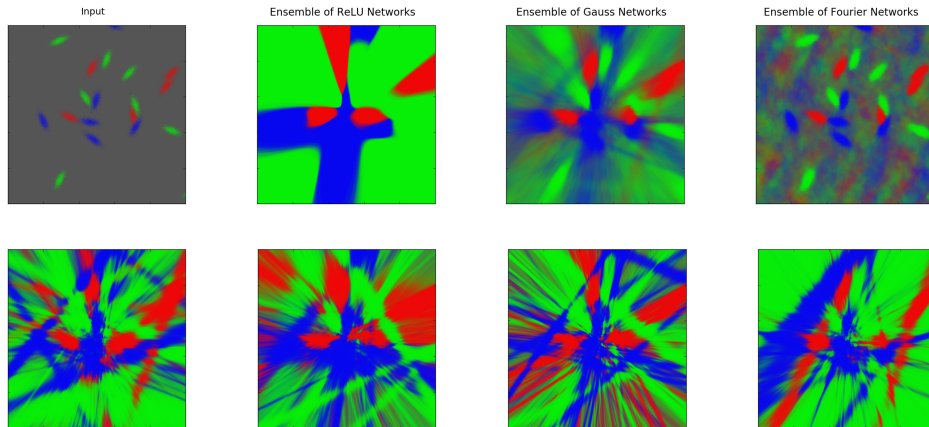 Input
Ensemble of ReLU Networks
Ensemble of Gauss Networks
Ensemble of Fourier Networks